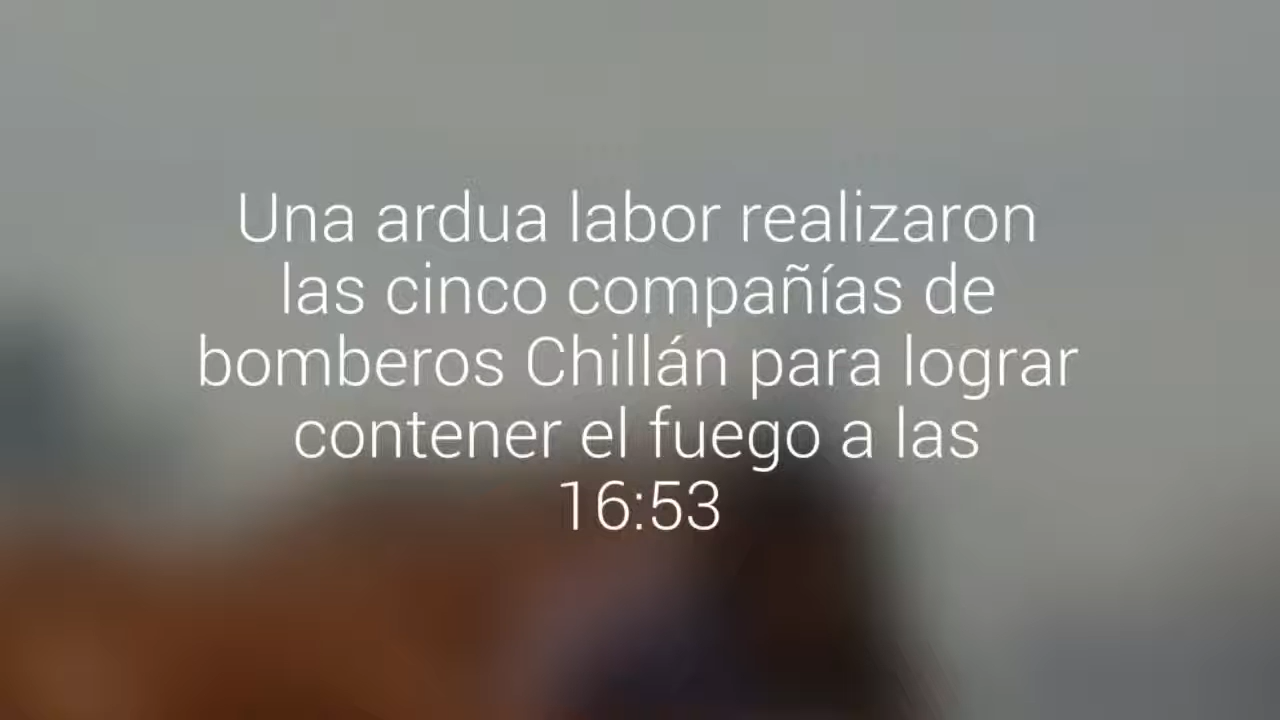 Una ardua labor realizaron
las cinco compañías de
bomberos Chillán para lograr
contener el fuego a las
16:53